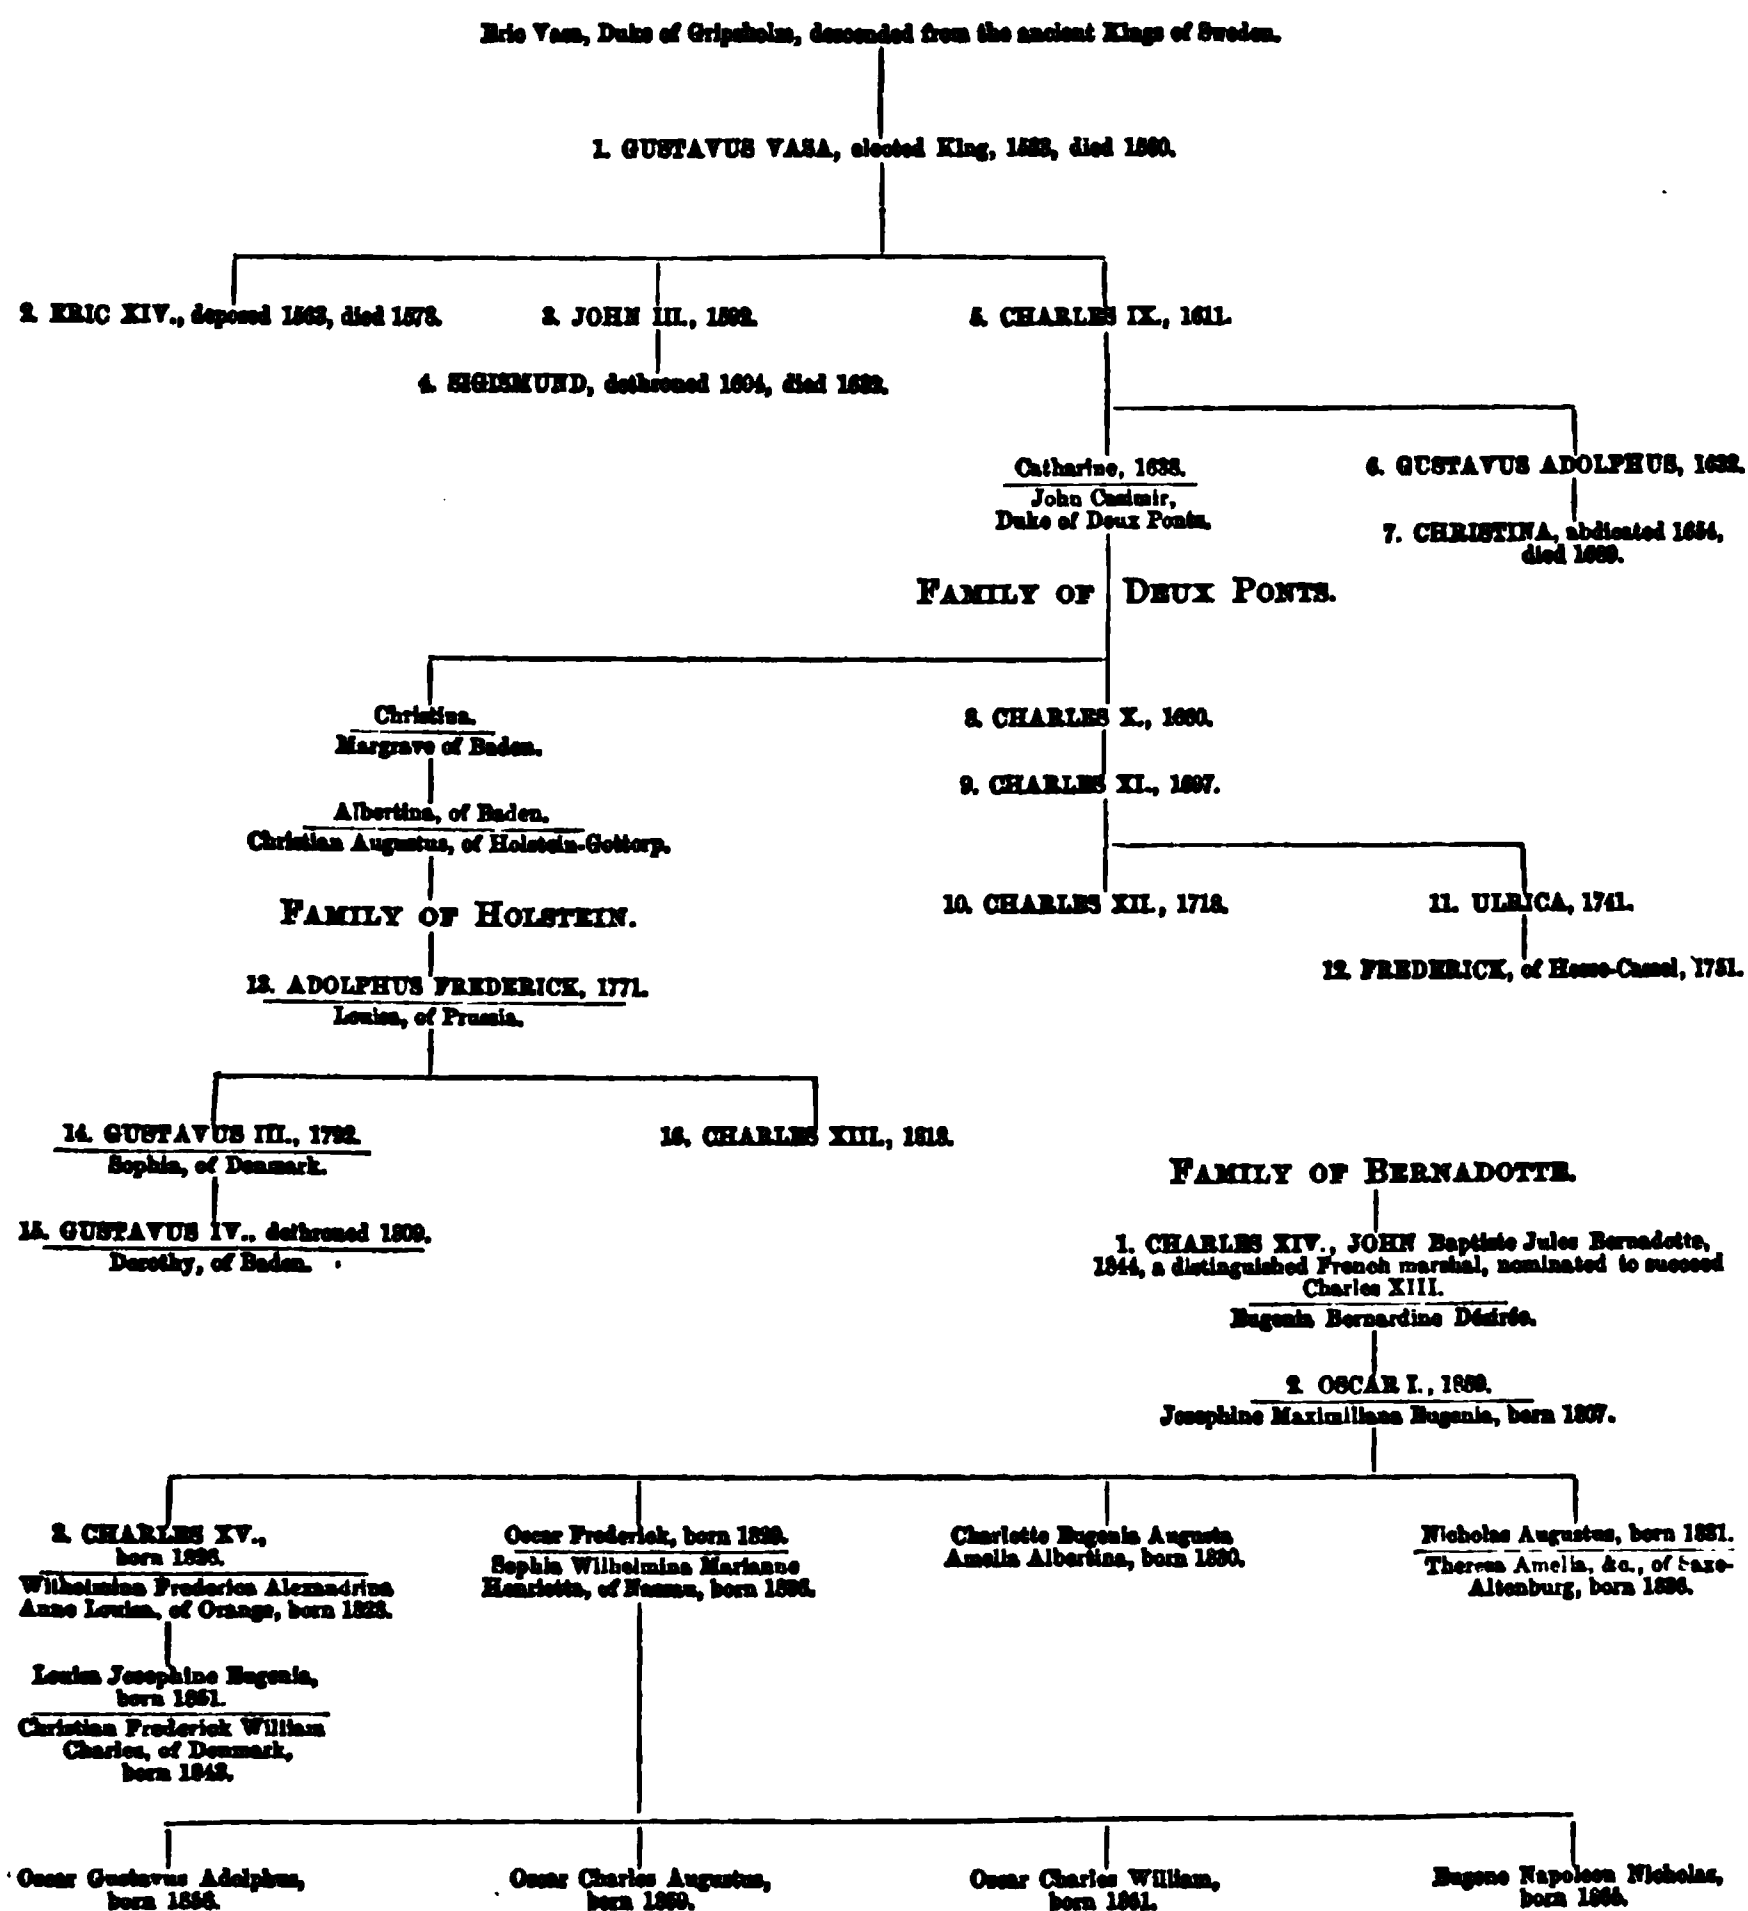 Eric Vasa, Duke of Gripsholm, descended from the ancient Kings of Sweden.
1. GUSTAVUS VASA, elected King, 1523, died 1560.
2. ERIC XIV., deposed 1568, died 1578.
3. JOHN III., 1592.
5. CHARLES IX., 1611.
4. SIGISMUND, dethroned 1604, died 1632.
Catharine, 1638.
John Casimir,
Duke of Deux Ponts.
6. GUSTAVUS ADOLPHUS, 1632.
7. CHRISTINA, abdicated 1654,
died 1689.
FAMILY OF DEUX PONTS.
Christina.
Margrave of Baden.
8. CHARLES X., 1660.
9. CHARLES XI., 1697.
Albertina, of Baden.
Christian Augustus, of Holstein-Gottorp.
10. CHARLES XII., 1718.
11. ULRICA, 1741.
FAMILY OF HOLSTEIN.
12. FREDERICK, of Hesse-Cassel, 1751.
13. ADOLPHUS FREDERICK, 1771.
Louisa, of Prussia.
14. GUSTAVUS III., 1792.
Sophia, of Denmark.
16. CHARLES XIII., 1818.
15. GUSTAVUS IV., dethroned 1809.
Dorothy, of Baden.
FAMILY OF BERNADOTTE.
1. CHARLES XIV., JOHN Baptiste Jules Bernadotte,
1844, a distinguished French marshal, nominated to succeed
Charles XIII.
Eugenia Bernardine Désirée.
2. OSCAR I., 1859.
Josephine Maximiliana Eugenia, born 1807.
3. CHARLES XV.,
born 1826.
Wilhelmina Frederica Alexandrina
Anne Louisa, of Orange, born 1828.
Oscar Frederick, born 1829.
Sophia Wilhelmina Marianne
Henrietta, of Nassau, born 1836.
Charlotte Eugenia Augusta
Amelia Albertina, born 1830.
Nicholas Augustus, born 1831.
Theresa Amelia, &c., of Saxe-
Altenburg, born 1836.
Louisa Josephine Eugenia,
born 1851.
Christian Frederick William
Charles, of Denmark,
born 1843.
Oscar Gustavus Adolphus,
born 1858.
Oscar Charles Augustus,
born 1859.
Oscar Charles William,
born 1861.
Eugene Napoleon Nicholas,
born 1865.